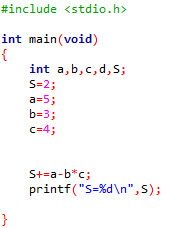 #include <stdio.h>
int main(void)
{
int a,b,c,d,S;
S=2;
a=5;
b=3;
c=4;
S+=a-b*c;
printf("S=%d\n",S);
}